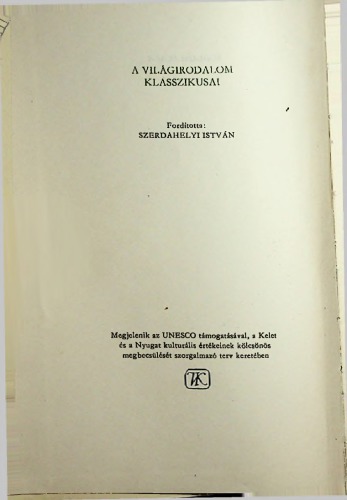 A VILÁGIRODALOM
KLASSZIKUSAI
Fordította:
SZERDAHELYI ISTVÁN
Megjelenik az UNESCO támogatásával, a Kelet
és a Nyugat kulturális értékeinek kölcsönös
megbecsülését szorgalmazó terv keretében